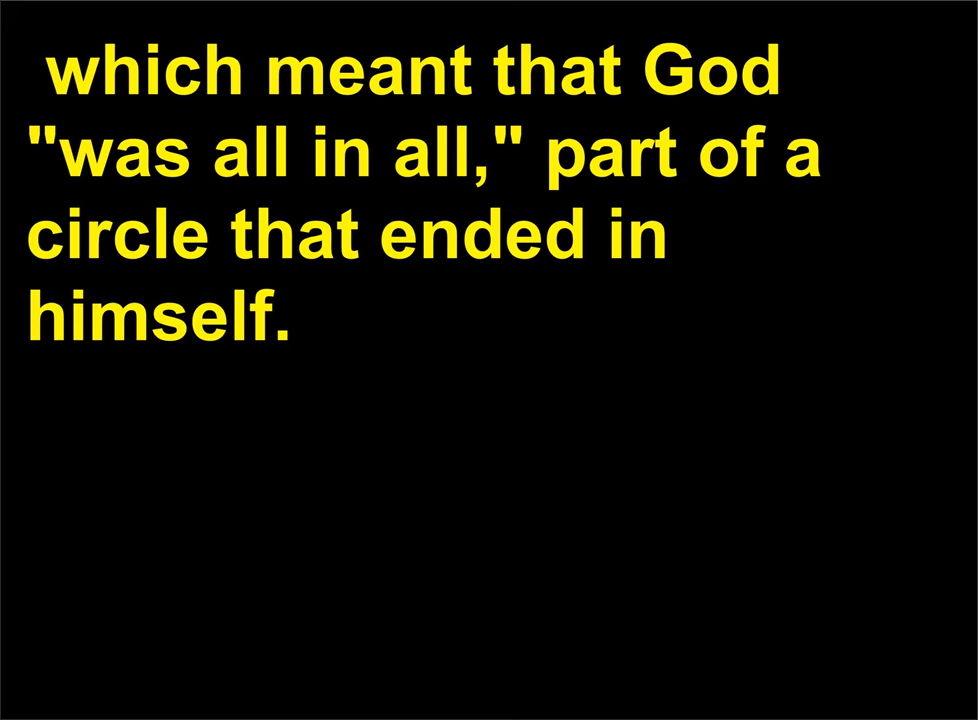 which meant that God
"was all in all," part of a
circle that ended in
himself.